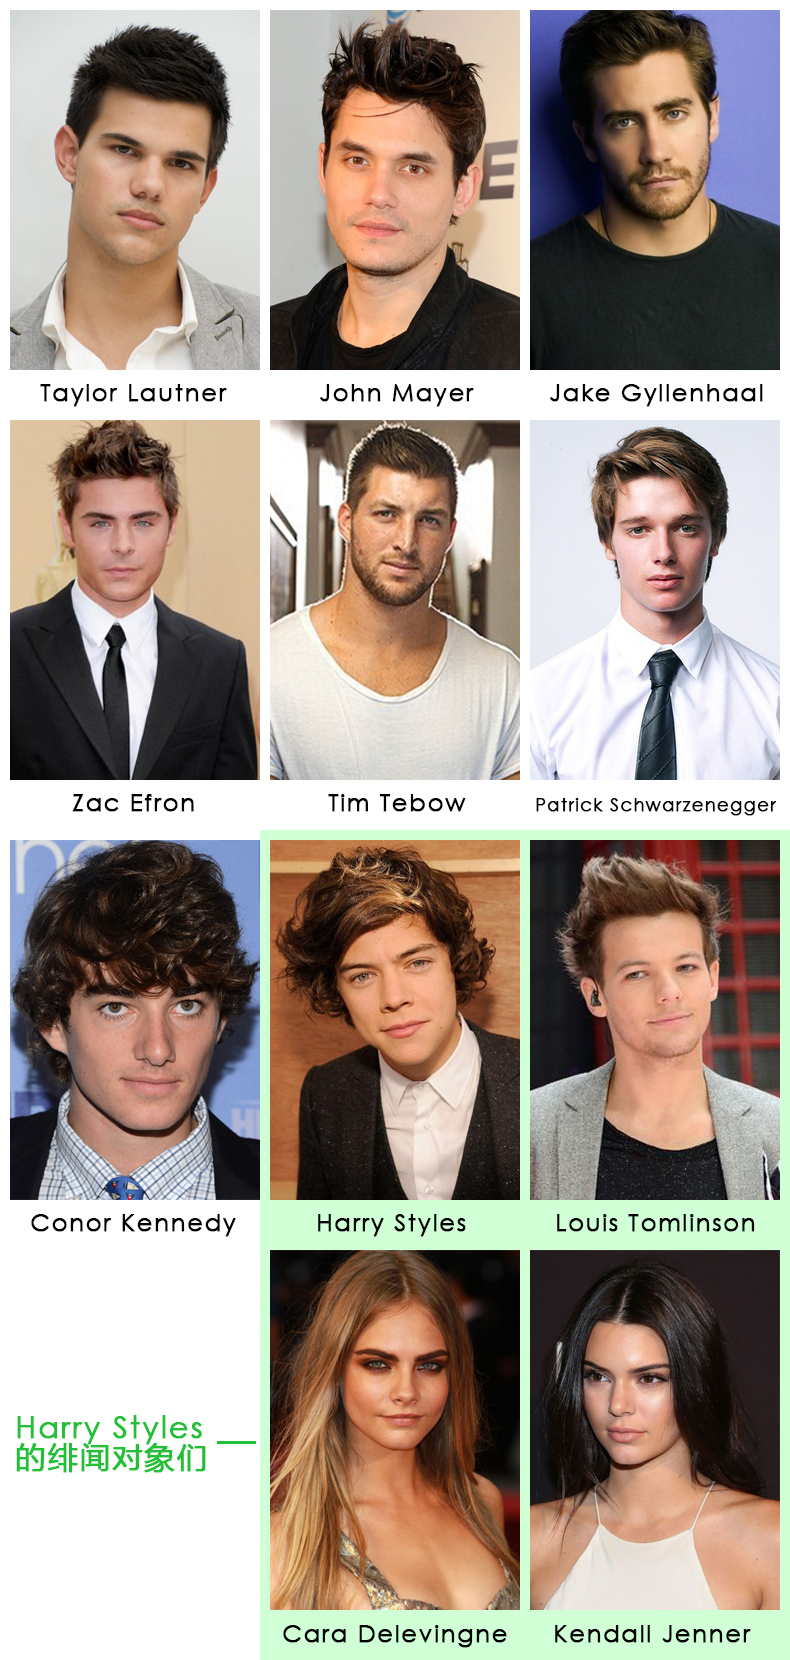 Taylor Lautner
John Mayer
Jake Gyllenhaal
Zac Efron
Tim Tebow
Patrick Schwarzenegger
Conor Kennedy
Harry Styles
Louis Tomlinson
Harry Styles
的绯闻对象们
Cara Delevingne
Kendall Jenner